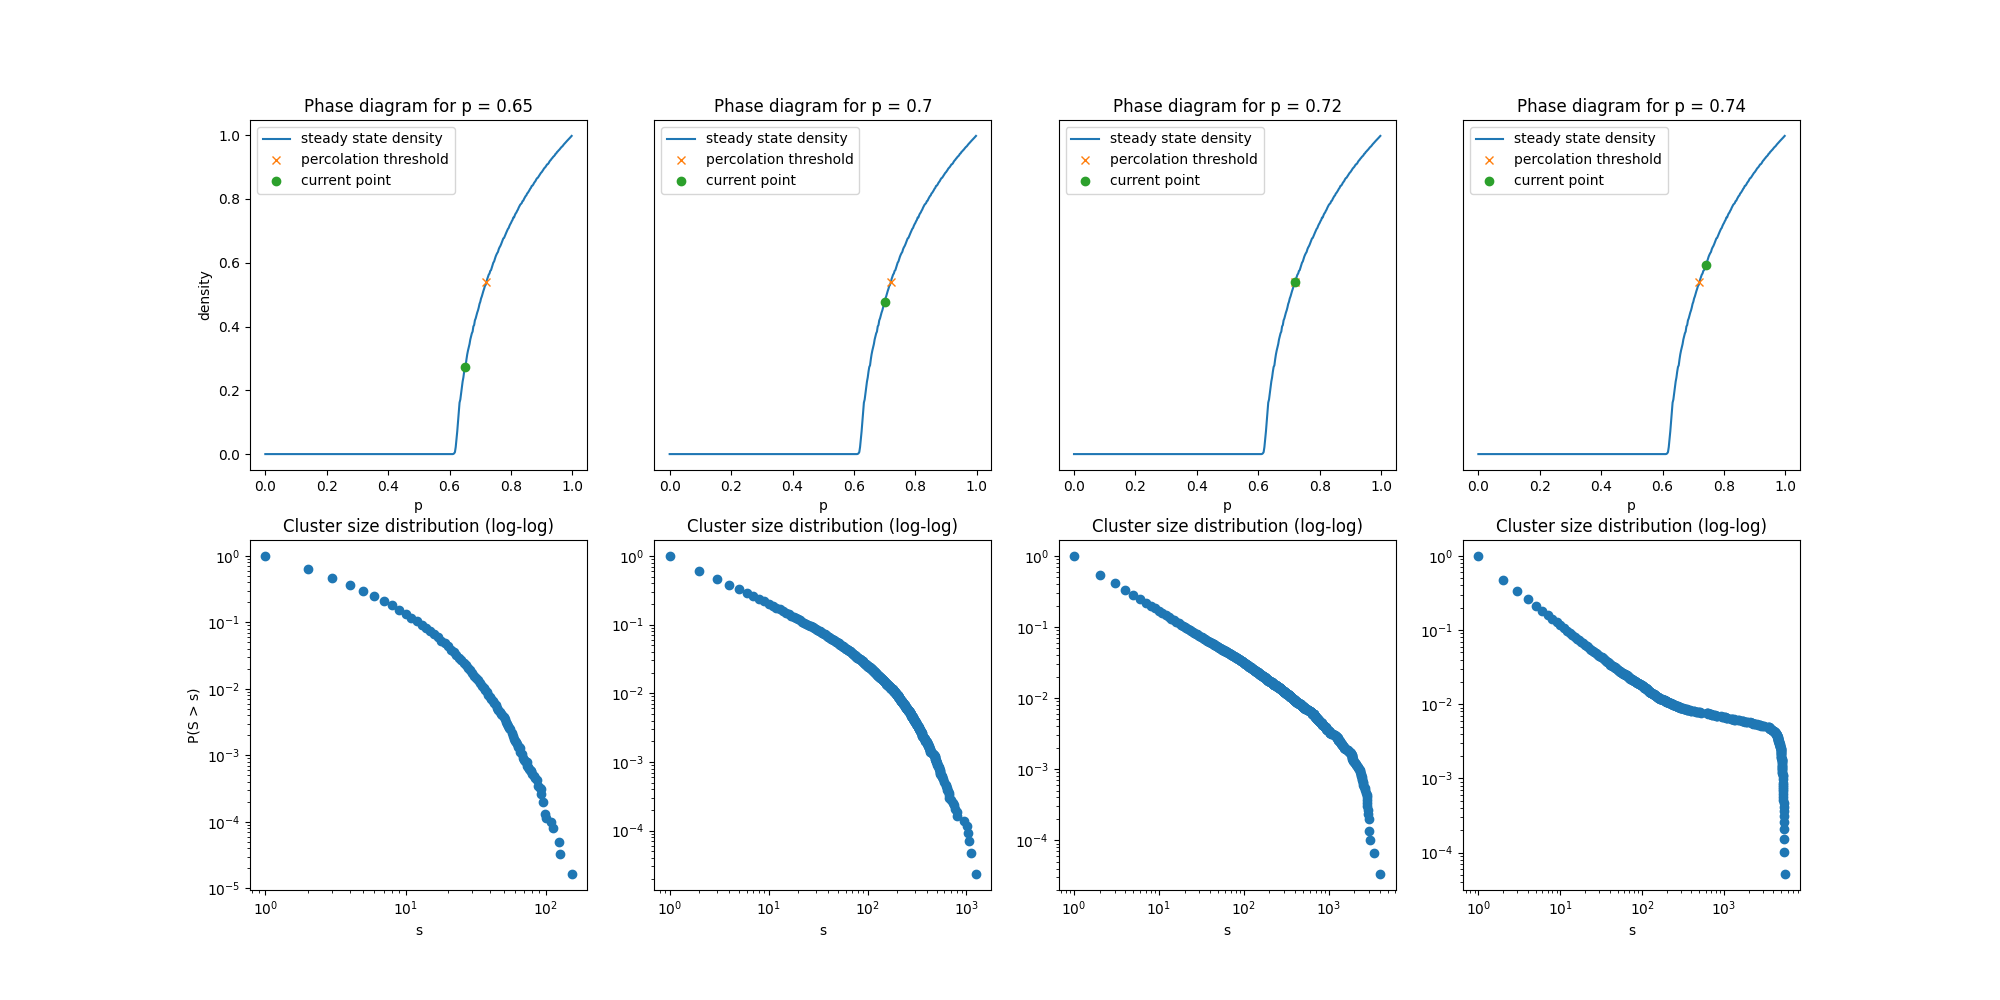 Phase diagram for p = 0.65
steady state density
percolation threshold
current point
density
1.0
0.8
0.6
0.4
0.2
0.0
0.0 0.2 0.4 0.6 0.8 1.0
p
Phase diagram for p = 0.7
steady state density
percolation threshold
current point
0.0 0.2 0.4 0.6 0.8 1.0
p
Phase diagram for p = 0.72
steady state density
percolation threshold
current point
0.0 0.2 0.4 0.6 0.8 1.0
p
Phase diagram for p = 0.74
steady state density
percolation threshold
current point
0.0 0.2 0.4 0.6 0.8 1.0
p
Cluster size distribution (log-log)
P(S > s)
10⁰
10⁻¹
10⁻²
10⁻³
10⁻⁴
10⁻⁵
10⁰ 10¹ 10²
s
Cluster size distribution (log-log)
10⁰
10⁻¹
10⁻²
10⁻³
10⁻⁴
10⁰ 10¹ 10² 10³
s
Cluster size distribution (log-log)
10⁰
10⁻¹
10⁻²
10⁻³
10⁻⁴
10⁰ 10¹ 10² 10³
s
Cluster size distribution (log-log)
10⁰
10⁻¹
10⁻²
10⁻³
10⁻⁴
10⁰ 10¹ 10² 10³
s